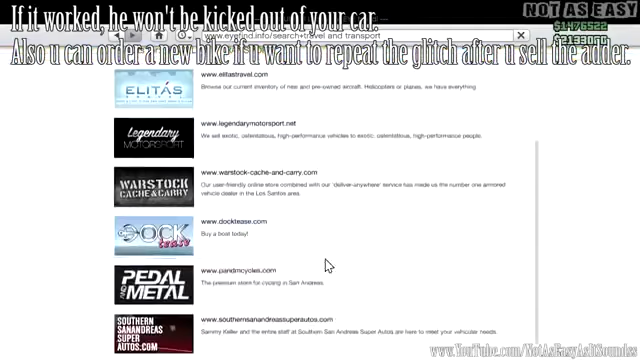 If it worked, he won't be kicked out of your car.
NOT AS EASY
$1476522
www.eyefind.info/search+travel and transport
Also u can order a new bike if u want to repeat the glitch after u sell the adder.
ELITÁS
TRAVEL
www.elitastravel.com
Browse our current inventory of new and pre-owned aircraft. Helicopters or planes, we have everything.
Legendary
MOTORSPORT
www.legendarymotorsport.net
We sell exotic, ostentatious, high-performance vehicles to exotic, ostentatious, high-performance people.
WARSTOCK
CACHE & CARRY
www.warstock-cache-and-carry.com
Our user-friendly online store combined with our 'deliver-anywhere' service has made us the number one armored
vehicle dealer in the Los Santos area.
DOCK
tease
www.docktease.com
Buy a boat today!
PEDAL
AND METAL
www.pandmcycles.com
The premium store for cycling in San Andreas.
SOUTHERN
SANANDREAS
SUPER
AUTOS.COM
www.southernsanandreassuperautos.com
Sammy Keller and the entire staff at Southern San Andreas Super Autos are here to meet your vehicular needs.
www.YouTube.com/NotAsEasyAsItSoundss